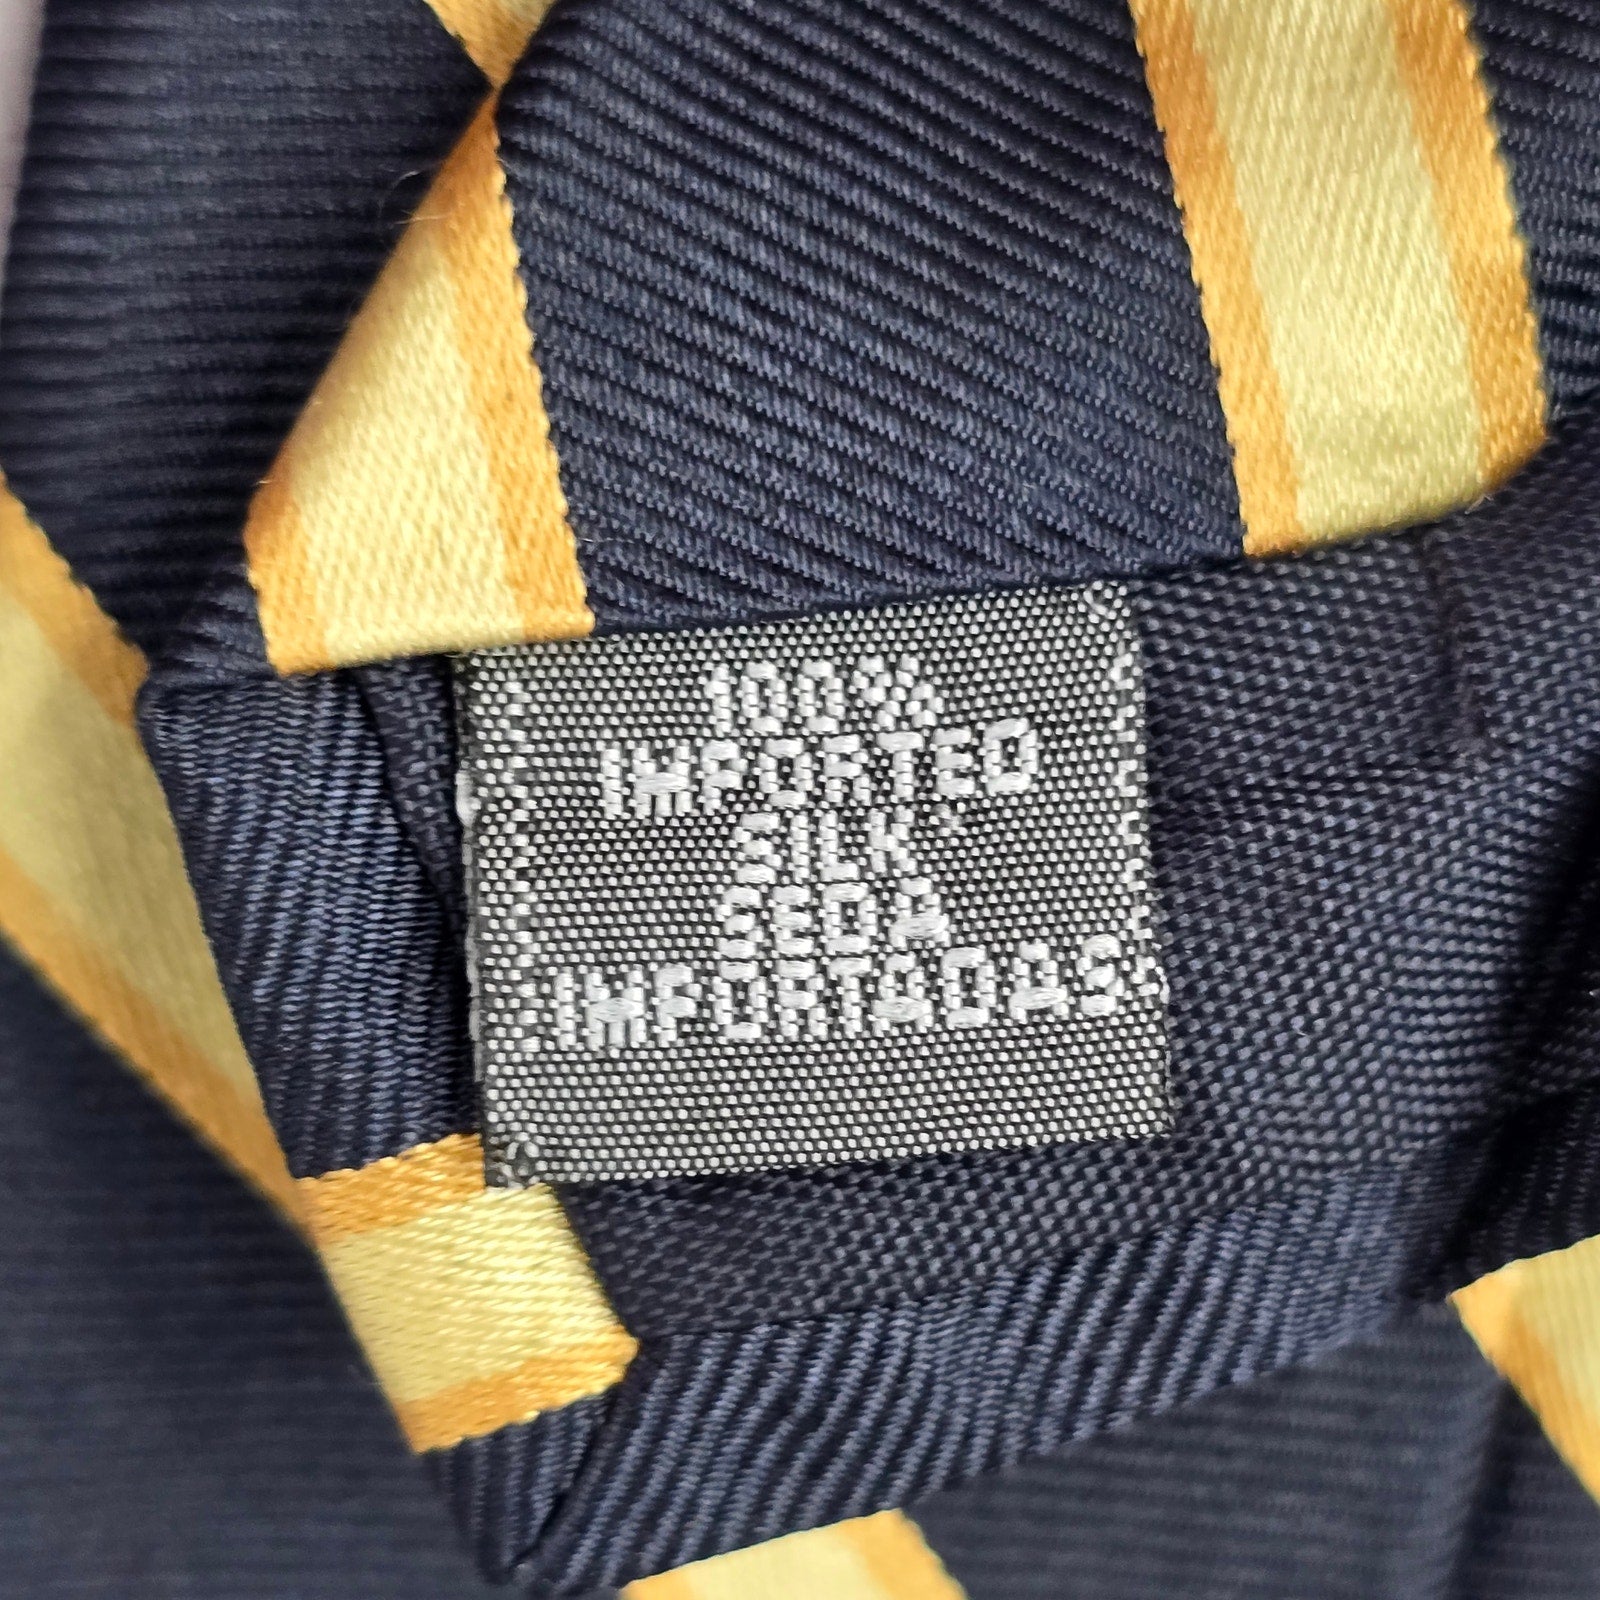 100%
IMPORTED
SILK
SEDA
IMPORTADAS